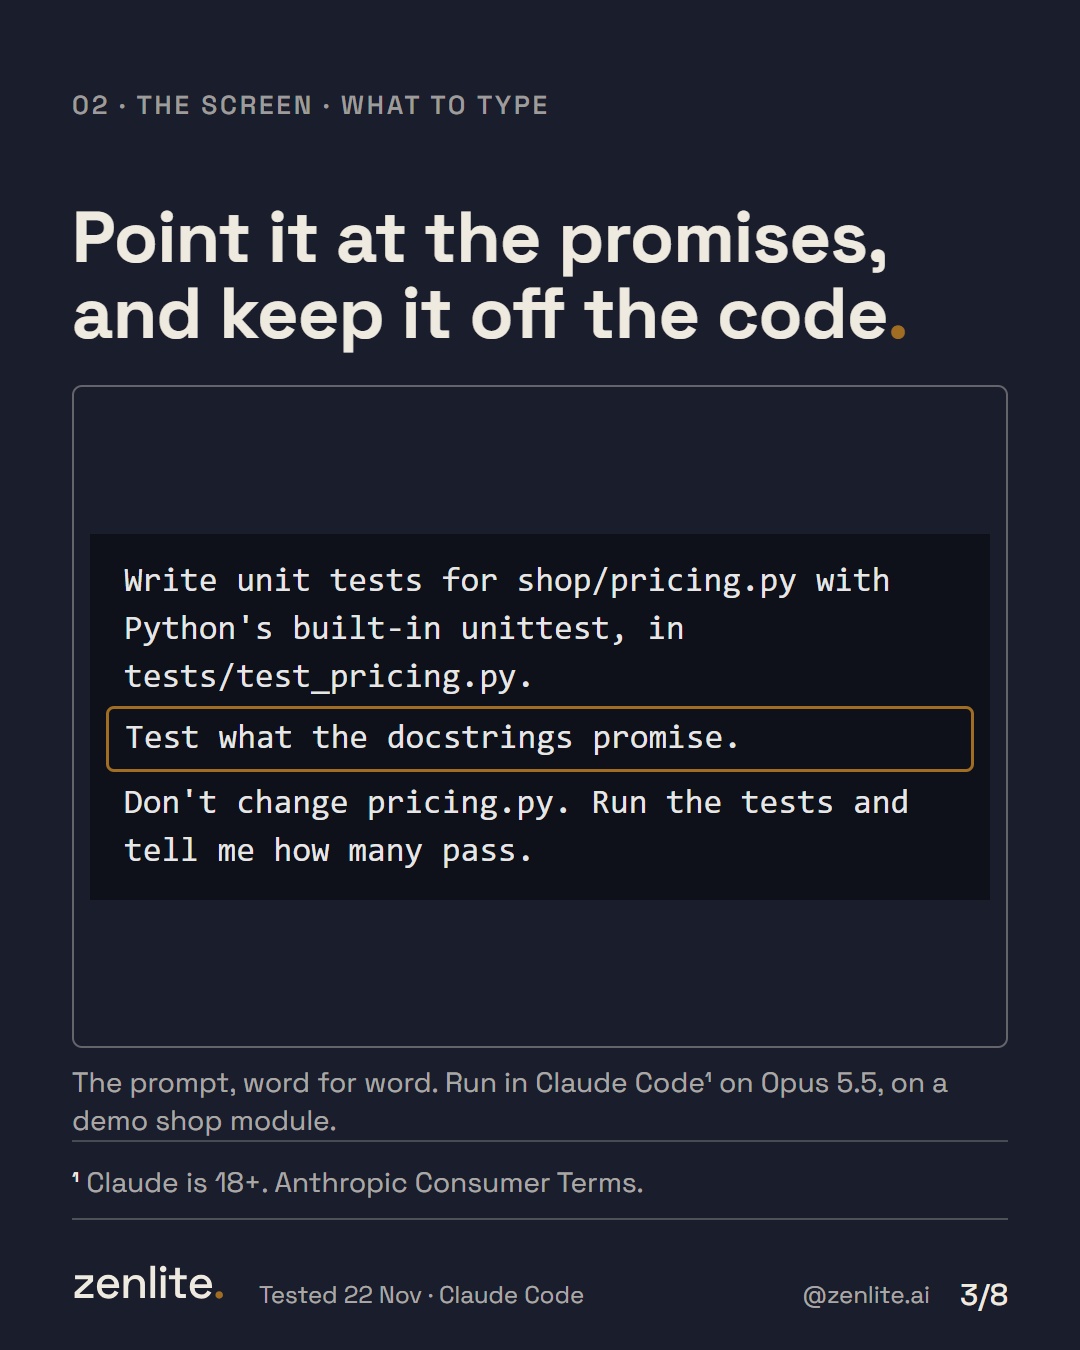 02 · THE SCREEN · WHAT TO TYPE
Point it at the promises,
and keep it off the code.
Write unit tests for shop/pricing.py with
Python's built-in unittest, in
tests/test_pricing.py.
Test what the docstrings promise.
Don't change pricing.py. Run the tests and
tell me how many pass.
The prompt, word for word. Run in Claude Code¹ on Opus 5.5, on a
demo shop module.
¹ Claude is 18+. Anthropic Consumer Terms.
zenlite. Tested 22 Nov · Claude Code @zenlite.ai 3/8